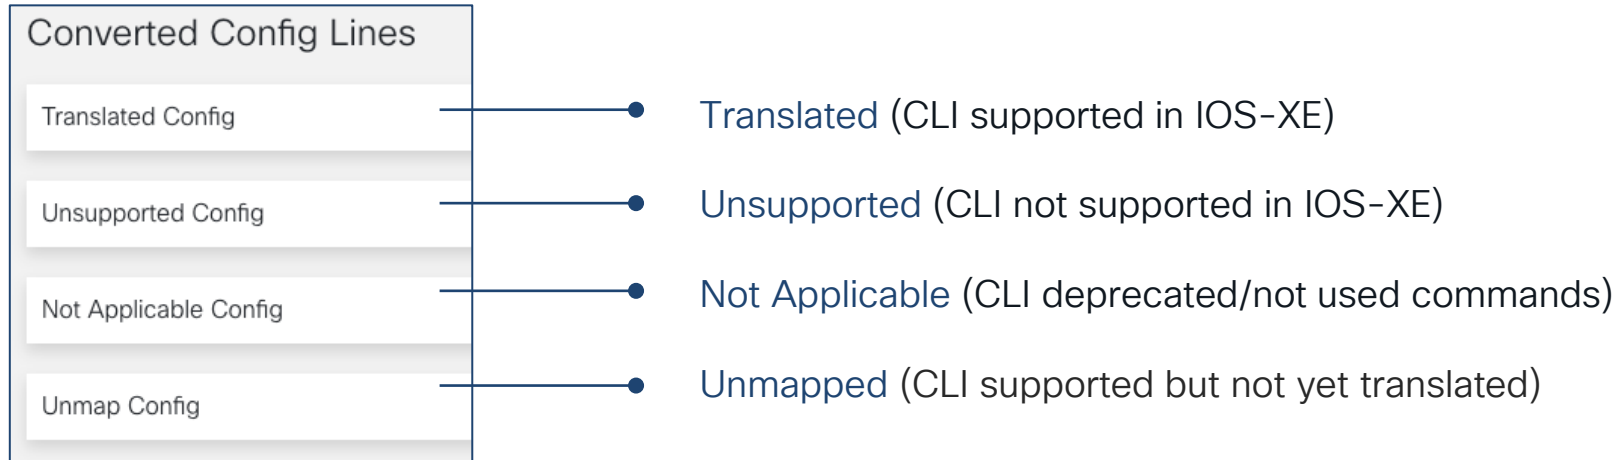 Converted Config Lines
Translated Config
Translated (CLI supported in IOS-XE)
Unsupported Config
Unsupported (CLI not supported in IOS-XE)
Not Applicable Config
Not Applicable (CLI deprecated/not used commands)
Unmap Config
Unmapped (CLI supported but not yet translated)